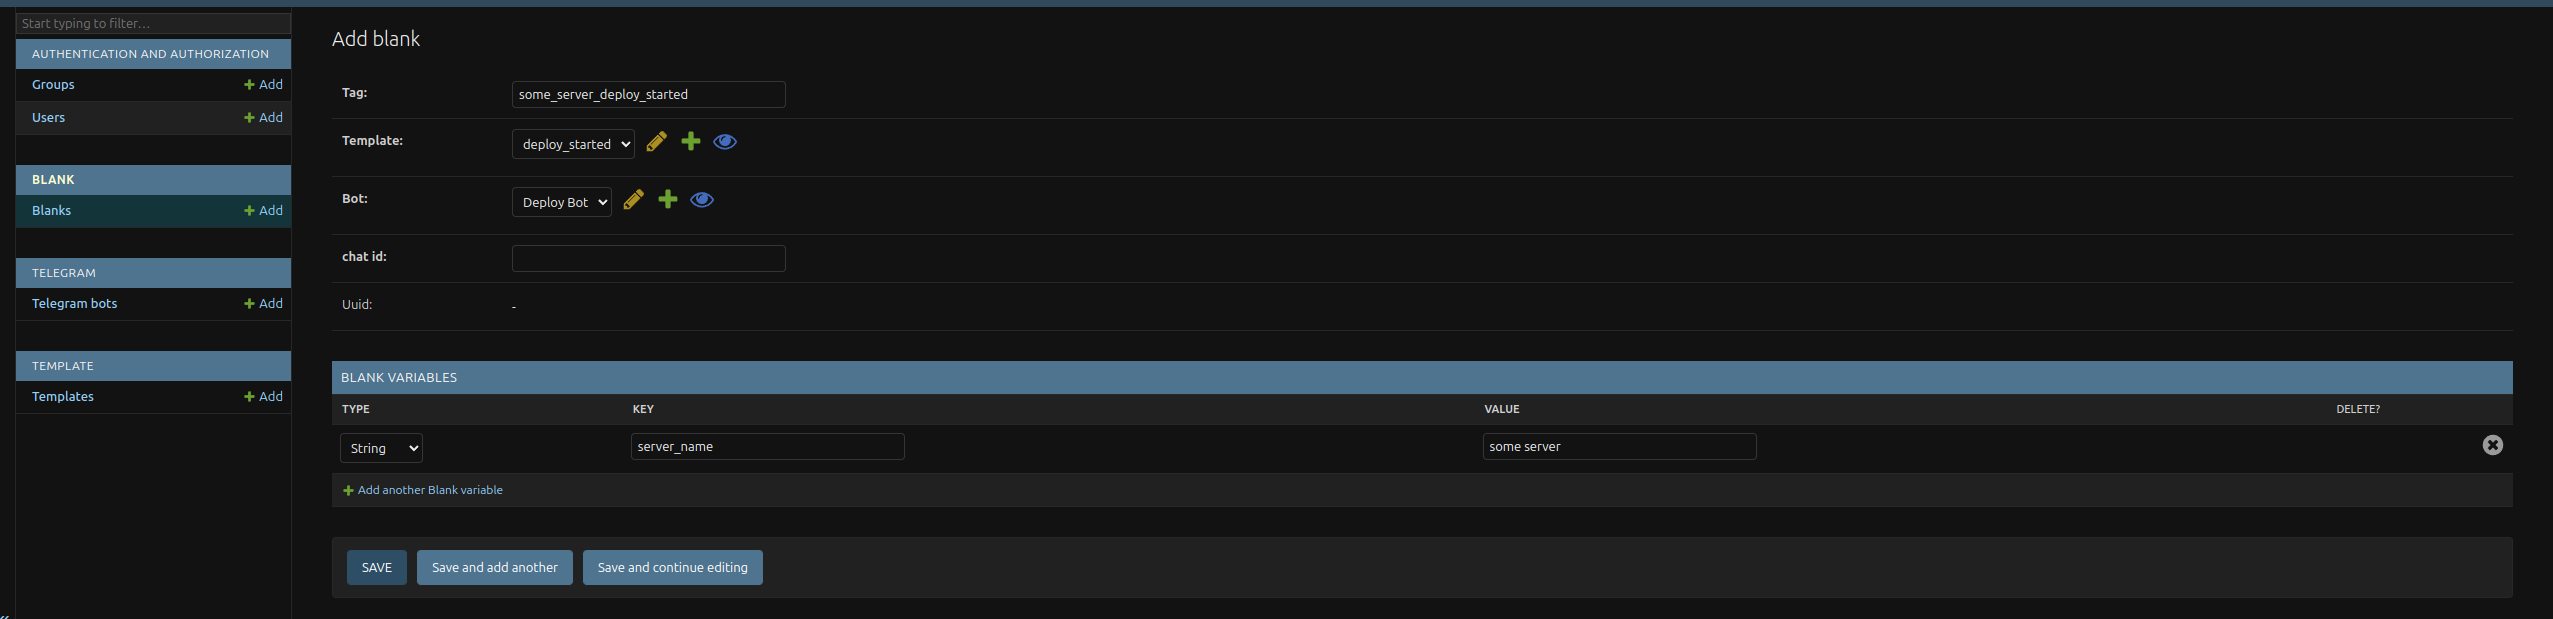 Start typing to filter...
AUTHENTICATION AND AUTHORIZATION
Groups + Add
Users + Add
BLANK
Blanks + Add
TELEGRAM
Telegram bots + Add
TEMPLATE
Templates + Add
«
Add blank
Tag: some_server_deploy_started
Template: deploy_started
Bot: Deploy Bot
chat id:
Uuid: -
BLANK VARIABLES
TYPE KEY VALUE DELETE?
String server_name some server
+ Add another Blank variable
SAVE Save and add another Save and continue editing